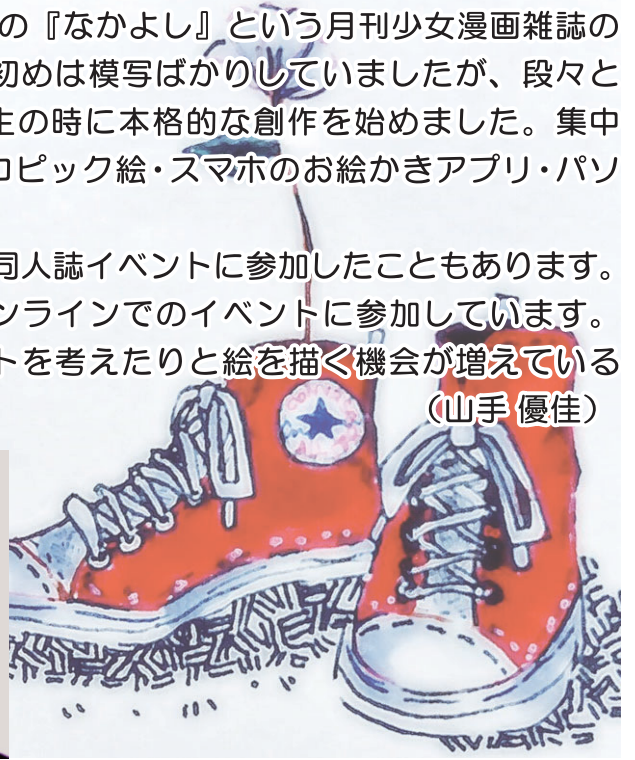 の『なかよし』という月刊少女漫画雑誌の
初めは模写ばかりしていましたが、段々と
生の時に本格的な創作を始めました。集中
コピック絵・スマホのお絵かきアプリ・パソ
同人誌イベントに参加したこともあります。
ンラインでのイベントに参加しています。
トを考えたりと絵を描く機会が増えている
（山手 優佳）